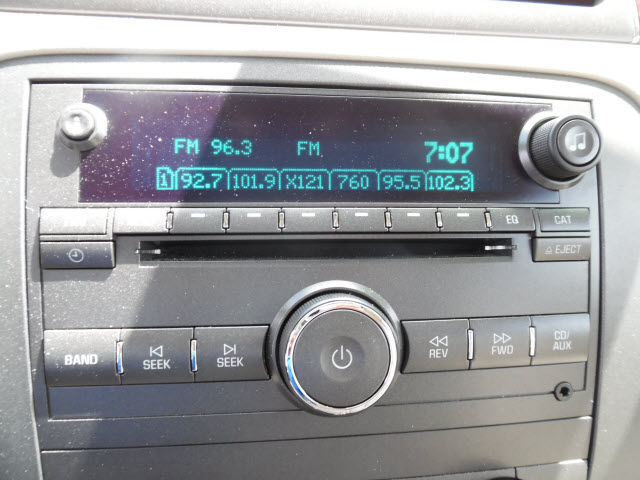 FM 96.3 FM 7:07
1 92.7 101.9 X121 760 95.5 102.3
EQ CAT
EJECT
BAND SEEK SEEK REV FWD CD/AUX